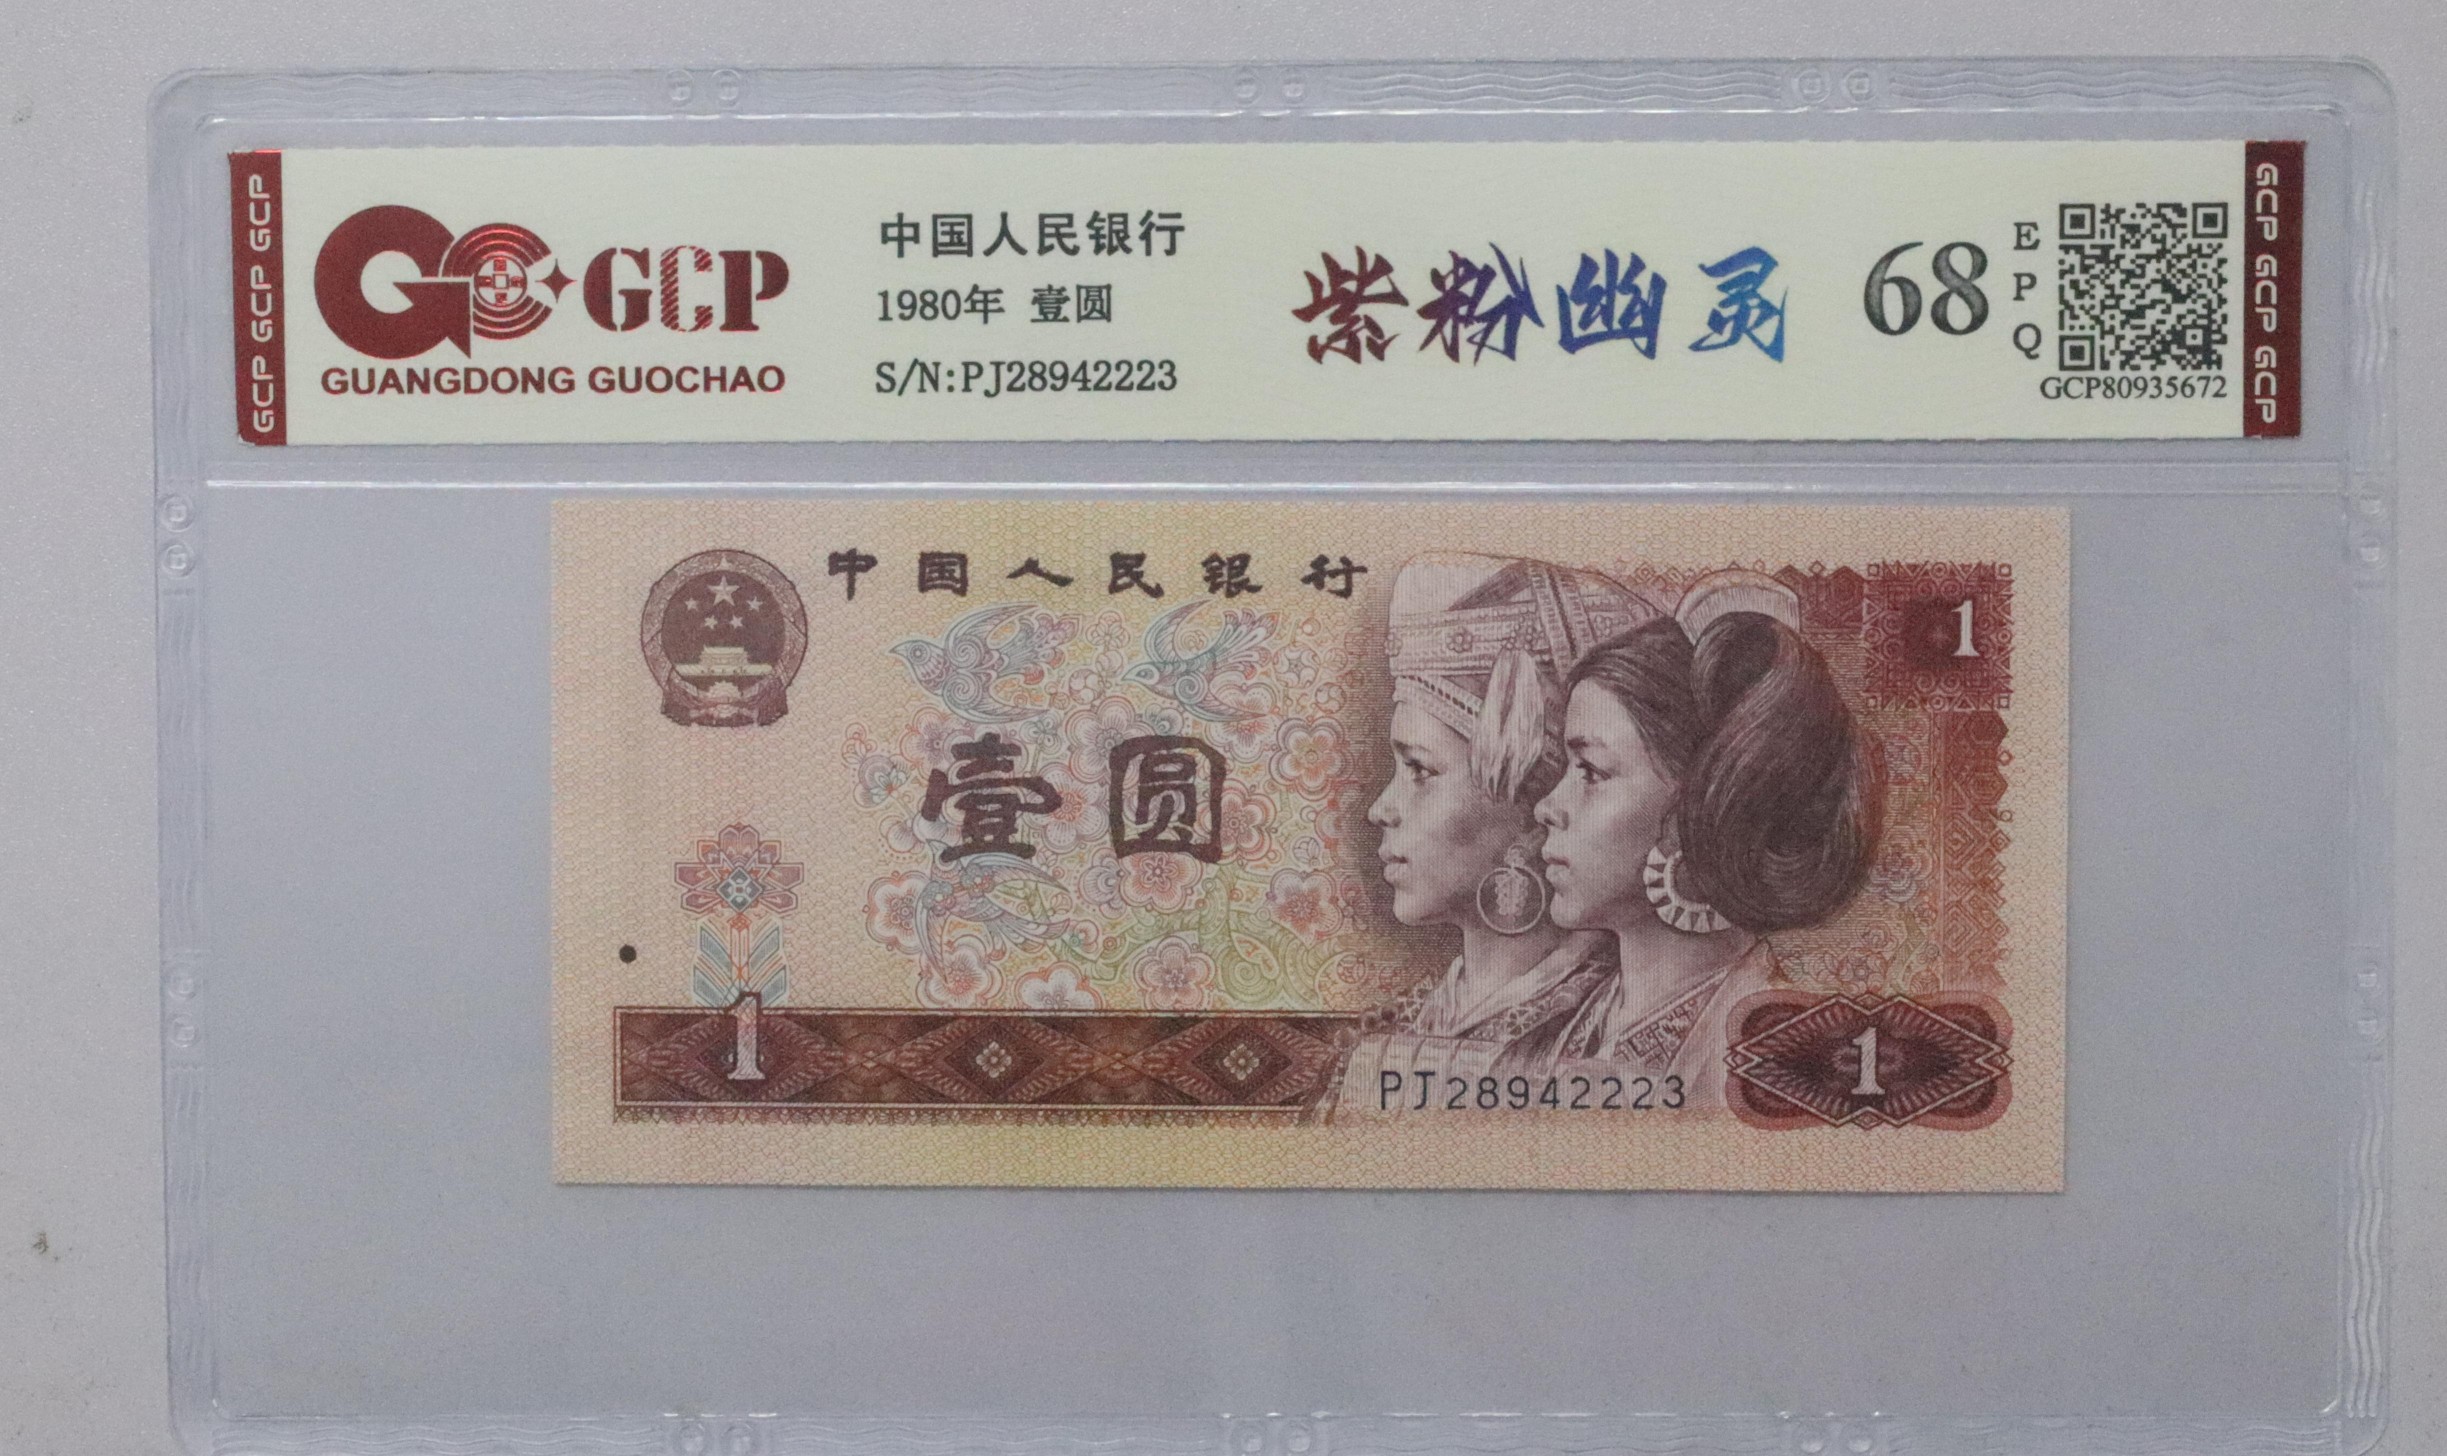 GCP GCP GCP
GCP
GUANGDONG GUOCHAO
中国人民银行
1980年 壹圆
S/N:PJ28942223
紫粉幽灵
68
EPQ
GCP80935672
GCP GCP GCP
中国人民银行
1
壹圆
1
PJ28942223
1